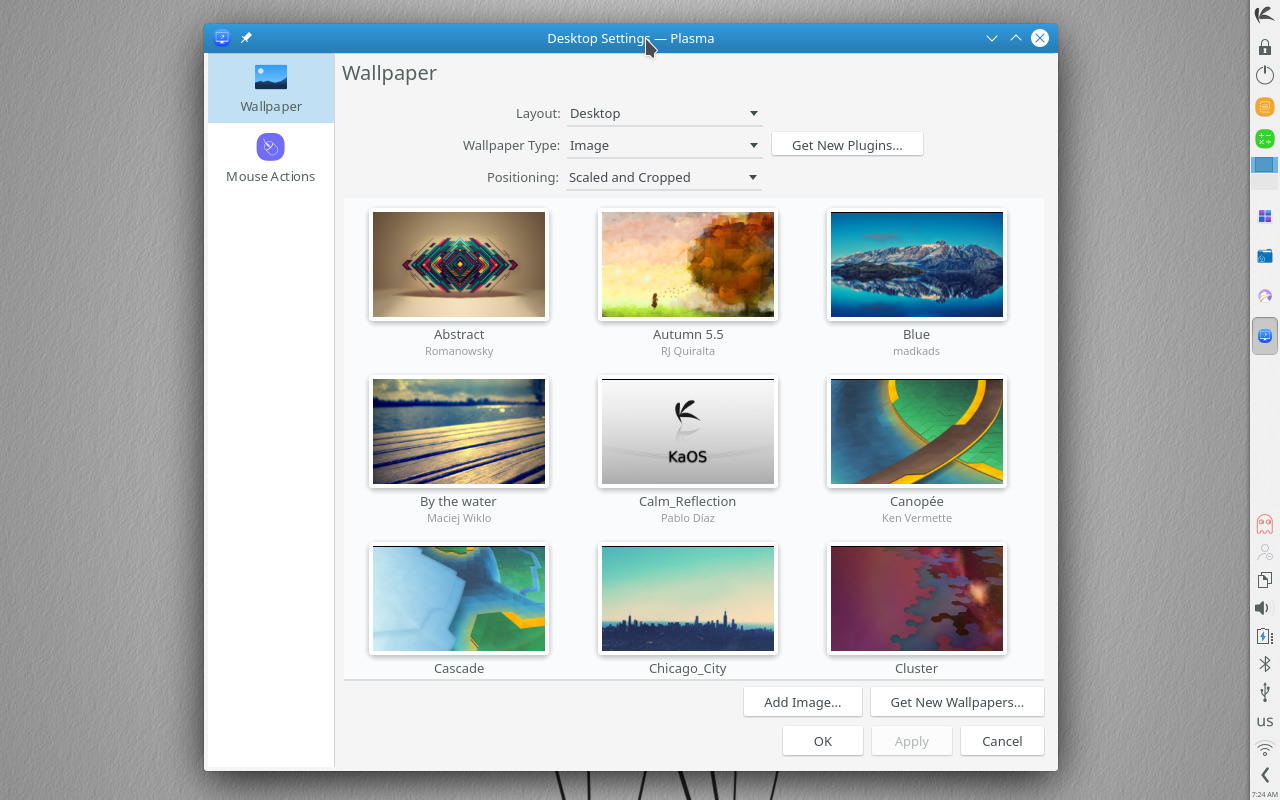 Desktop Settings — Plasma
Wallpaper
Mouse Actions
Wallpaper
Layout: Desktop
Wallpaper Type: Image Get New Plugins...
Positioning: Scaled and Cropped
Abstract
Romanowsky
Autumn 5.5
RJ Quiralta
Blue
madkads
By the water
Maciej Wiklo
KaOS
Calm_Reflection
Pablo Díaz
Canopée
Ken Vermette
Cascade
Chicago_City
Cluster
Add Image... Get New Wallpapers...
OK Apply Cancel
us
7:24 AM